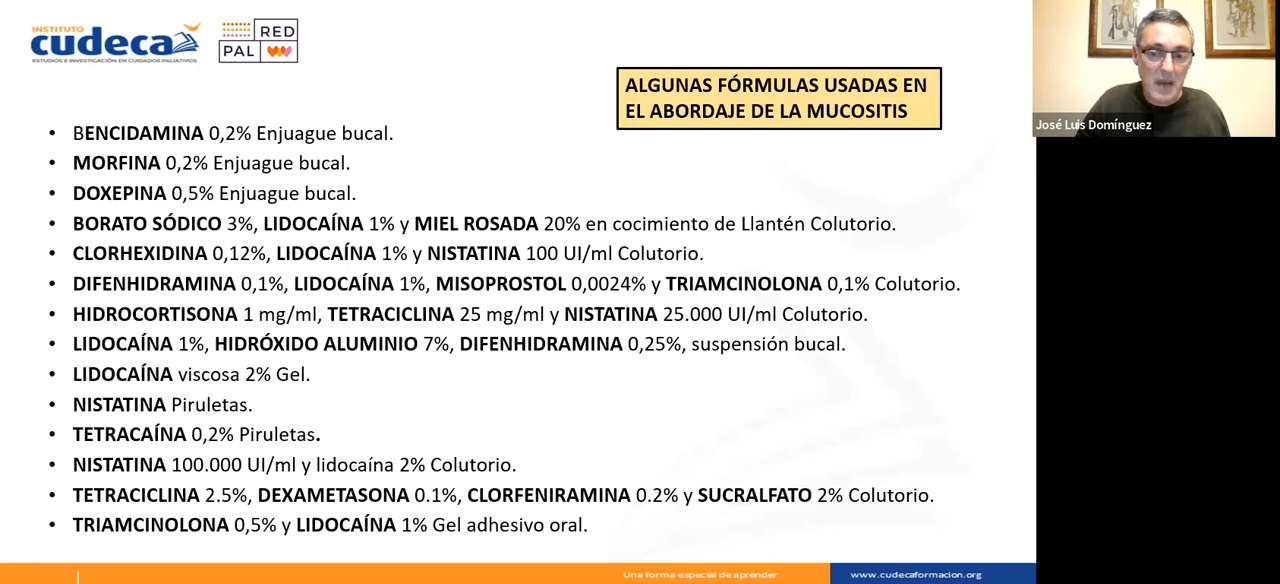 INSTITUTO
cudeca
ESTUDIOS E INVESTIGACIÓN EN CUIDADOS PALIATIVOS
RED
PAL
ALGUNAS FÓRMULAS USADAS EN
EL ABORDAJE DE LA MUCOSITIS
José Luis Domínguez
• BENCIDAMINA 0,2% Enjuague bucal.
• MORFINA 0,2% Enjuague bucal.
• DOXEPINA 0,5% Enjuague bucal.
• BORATO SÓDICO 3%, LIDOCAÍNA 1% y MIEL ROSADA 20% en cocimiento de Llantén Colutorio.
• CLORHEXIDINA 0,12%, LIDOCAÍNA 1% y NISTATINA 100 UI/ml Colutorio.
• DIFENHIDRAMINA 0,1%, LIDOCAÍNA 1%, MISOPROSTOL 0,0024% y TRIAMCINOLONA 0,1% Colutorio.
• HIDROCORTISONA 1 mg/ml, TETRACICLINA 25 mg/ml y NISTATINA 25.000 UI/ml Colutorio.
• LIDOCAÍNA 1%, HIDRÓXIDO ALUMINIO 7%, DIFENHIDRAMINA 0,25%, suspensión bucal.
• LIDOCAÍNA viscosa 2% Gel.
• NISTATINA Piruletas.
• TETRACAÍNA 0,2% Piruletas.
• NISTATINA 100.000 UI/ml y lidocaína 2% Colutorio.
• TETRACICLINA 2.5%, DEXAMETASONA 0.1%, CLORFENIRAMINA 0.2% y SUCRALFATO 2% Colutorio.
• TRIAMCINOLONA 0,5% y LIDOCAÍNA 1% Gel adhesivo oral.
Una forma especial de aprender
www.cudecaformacion.org